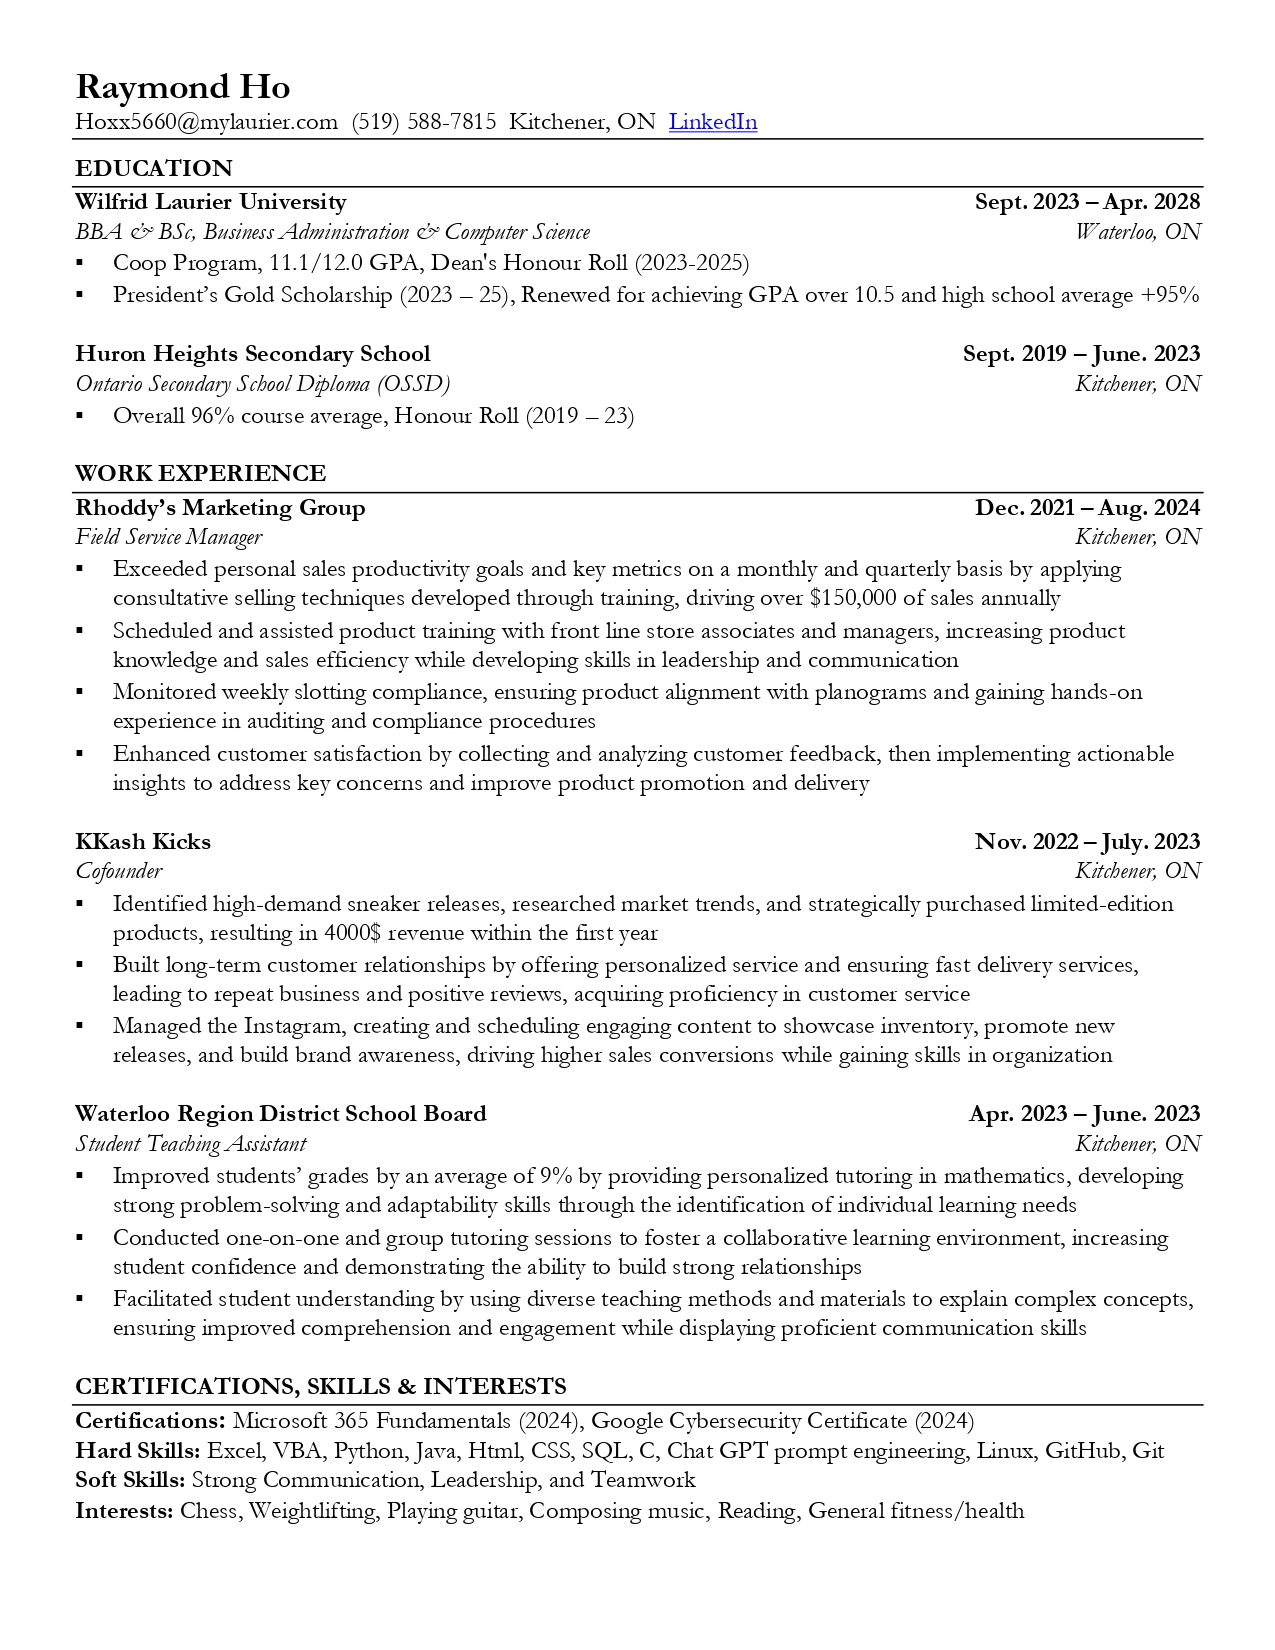 Raymond Ho
Hoxx5660@mylaurier.com (519) 588-7815 Kitchener, ON LinkedIn
EDUCATION
Wilfrid Laurier University Sept. 2023 – Apr. 2028
BBA & BSc, Business Administration & Computer Science Waterloo, ON
▪ Coop Program, 11.1/12.0 GPA, Dean's Honour Roll (2023-2025)
▪ President’s Gold Scholarship (2023 – 25), Renewed for achieving GPA over 10.5 and high school average +95%
Huron Heights Secondary School Sept. 2019 – June. 2023
Ontario Secondary School Diploma (OSSD) Kitchener, ON
▪ Overall 96% course average, Honour Roll (2019 – 23)
WORK EXPERIENCE
Rhoddy’s Marketing Group Dec. 2021 – Aug. 2024
Field Service Manager Kitchener, ON
▪ Exceeded personal sales productivity goals and key metrics on a monthly and quarterly basis by applying
consultative selling techniques developed through training, driving over $150,000 of sales annually
▪ Scheduled and assisted product training with front line store associates and managers, increasing product
knowledge and sales efficiency while developing skills in leadership and communication
▪ Monitored weekly slotting compliance, ensuring product alignment with planograms and gaining hands-on
experience in auditing and compliance procedures
▪ Enhanced customer satisfaction by collecting and analyzing customer feedback, then implementing actionable
insights to address key concerns and improve product promotion and delivery
KKash Kicks Nov. 2022 – July. 2023
Cofounder Kitchener, ON
▪ Identified high-demand sneaker releases, researched market trends, and strategically purchased limited-edition
products, resulting in 4000$ revenue within the first year
▪ Built long-term customer relationships by offering personalized service and ensuring fast delivery services,
leading to repeat business and positive reviews, acquiring proficiency in customer service
▪ Managed the Instagram, creating and scheduling engaging content to showcase inventory, promote new
releases, and build brand awareness, driving higher sales conversions while gaining skills in organization
Waterloo Region District School Board Apr. 2023 – June. 2023
Student Teaching Assistant Kitchener, ON
▪ Improved students’ grades by an average of 9% by providing personalized tutoring in mathematics, developing
strong problem-solving and adaptability skills through the identification of individual learning needs
▪ Conducted one-on-one and group tutoring sessions to foster a collaborative learning environment, increasing
student confidence and demonstrating the ability to build strong relationships
▪ Facilitated student understanding by using diverse teaching methods and materials to explain complex concepts,
ensuring improved comprehension and engagement while displaying proficient communication skills
CERTIFICATIONS, SKILLS & INTERESTS
Certifications: Microsoft 365 Fundamentals (2024), Google Cybersecurity Certificate (2024)
Hard Skills: Excel, VBA, Python, Java, Html, CSS, SQL, C, Chat GPT prompt engineering, Linux, GitHub, Git
Soft Skills: Strong Communication, Leadership, and Teamwork
Interests: Chess, Weightlifting, Playing guitar, Composing music, Reading, General fitness/health